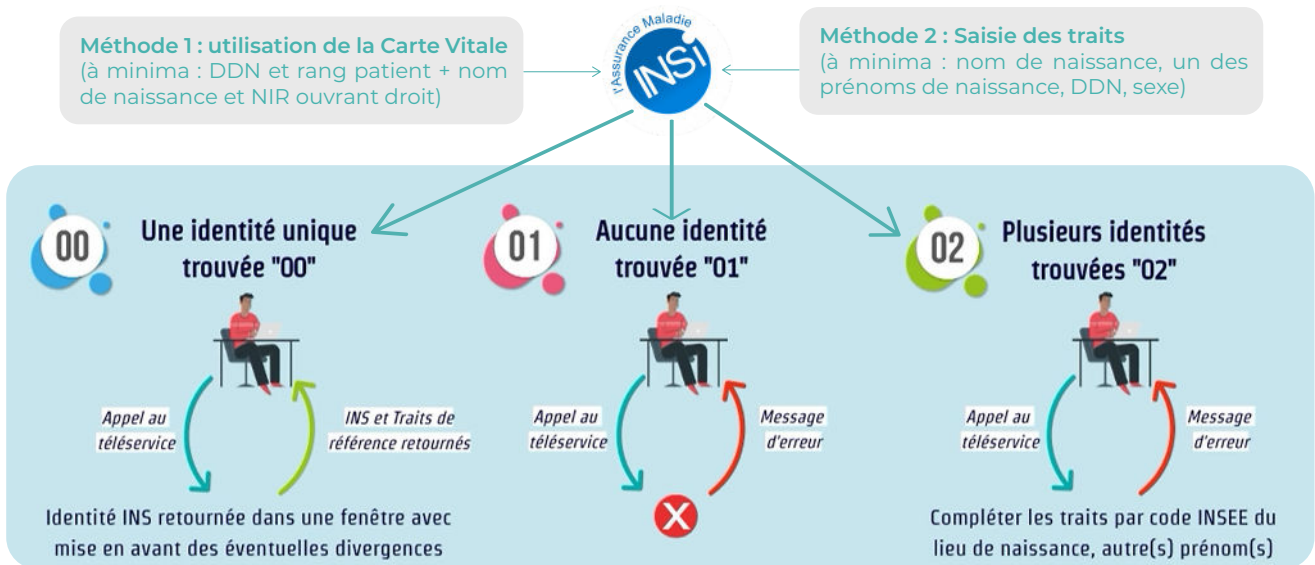 Méthode 1 : utilisation de la Carte Vitale
(à minima : DDN et rang patient + nom
de naissance et NIR ouvrant droit)
l'Assurance Maladie
INSi
Méthode 2 : Saisie des traits
(à minima : nom de naissance, un des
prénoms de naissance, DDN, sexe)
00
Une identité unique
trouvée "00"
Appel au
téléservice
INS et Traits de
référence retournés
Identité INS retournée dans une fenêtre avec
mise en avant des éventuelles divergences
01
Aucune identité
trouvée "01"
Appel au
téléservice
Message
d'erreur
X
02
Plusieurs identités
trouvées "02"
Appel au
téléservice
Message
d'erreur
Compléter les traits par code INSEE du
lieu de naissance, autre(s) prénom(s)